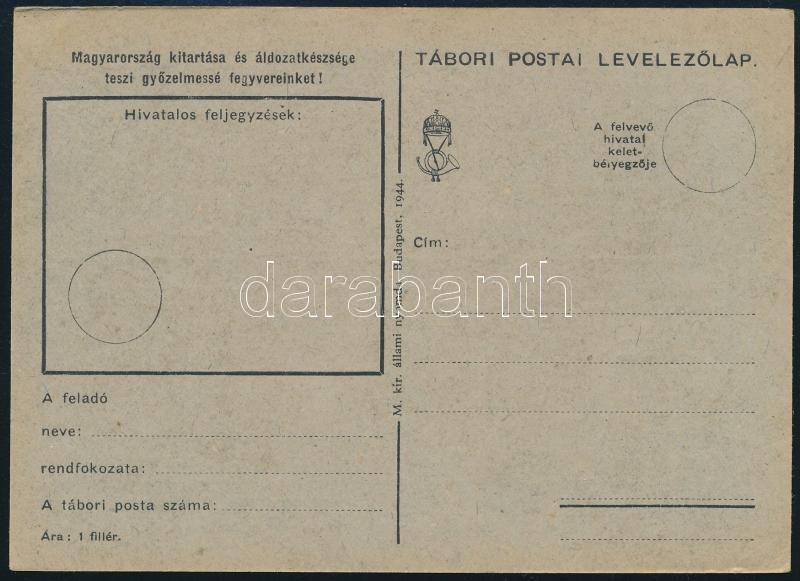 Magyarország kitartása és áldozatkészsége
teszi győzelmessé fegyvereinket!
Hivatalos feljegyzések:
A feladó
neve:
rendfokozata:
A tábori posta száma:
Ára: 1 fillér.
M. kir. állami nyomda, Budapest, 1944.
TÁBORI POSTAI LEVELEZŐLAP.
A felvevő
hivatal
kelet-
bélyegzője
Cím:
darabanth